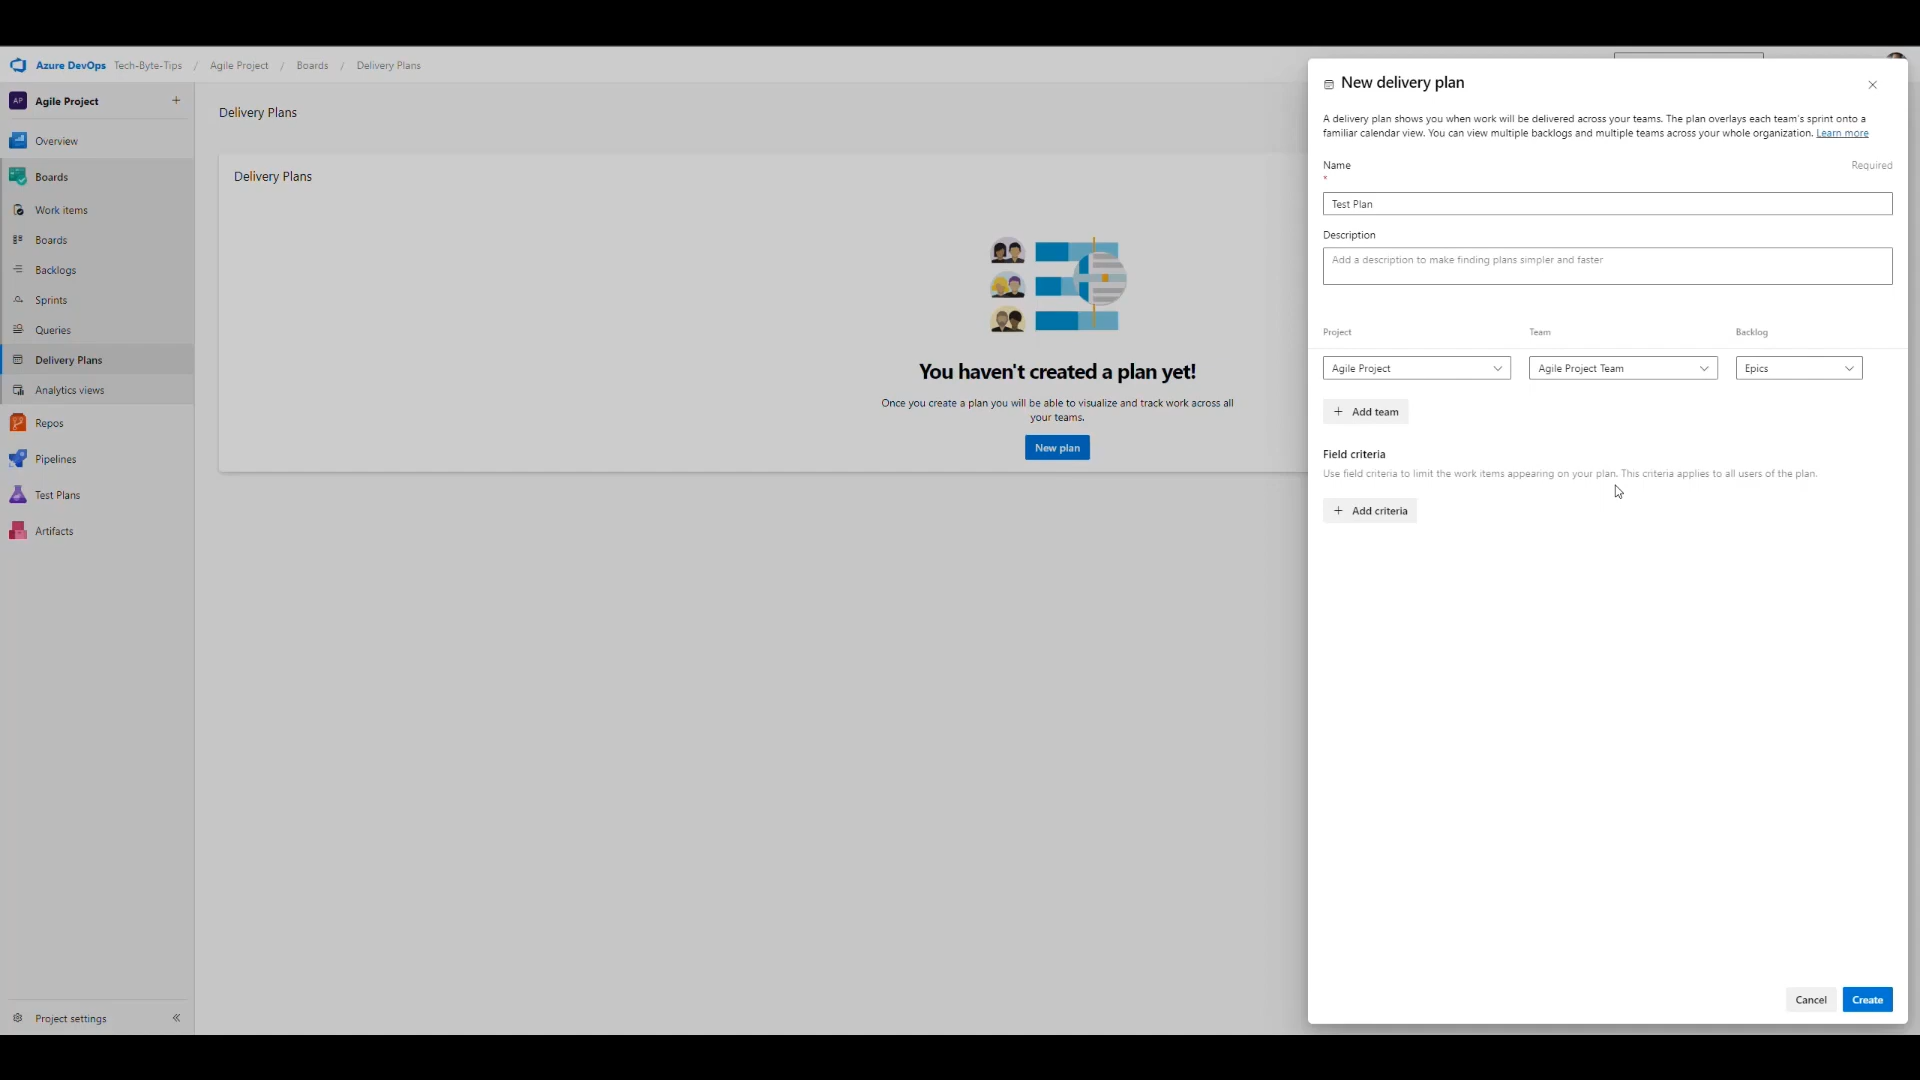 Azure DevOps Tech-Byte-Tips / Agile Project / Boards / Delivery Plans
AP Agile Project +
Overview
Boards
Work items
Boards
Backlogs
Sprints
Queries
Delivery Plans
Analytics views
Repos
Pipelines
Test Plans
Artifacts
Project settings
Delivery Plans
Delivery Plans
You haven't created a plan yet!
Once you create a plan you will be able to visualize and track work across all
your teams.
New plan
New delivery plan
A delivery plan shows you when work will be delivered across your teams. The plan overlays each team's sprint onto a
familiar calendar view. You can view multiple backlogs and multiple teams across your whole organization. Learn more
Name Required
*
Test Plan
Description
Add a description to make finding plans simpler and faster
Project Team Backlog
Agile Project Agile Project Team Epics
+ Add team
Field criteria
Use field criteria to limit the work items appearing on your plan. This criteria applies to all users of the plan.
+ Add criteria
Cancel Create